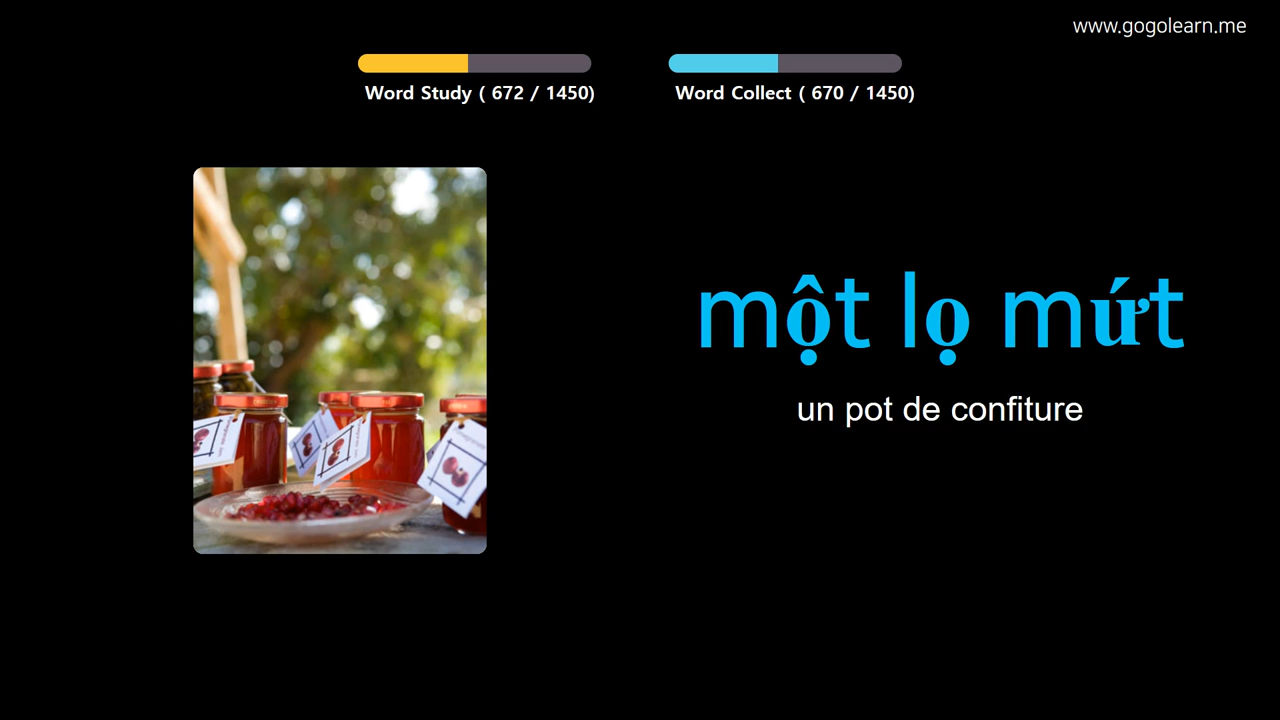 www.gogolearn.me
Word Study ( 672 / 1450)
Word Collect ( 670 / 1450)
một lọ mứt
un pot de confiture